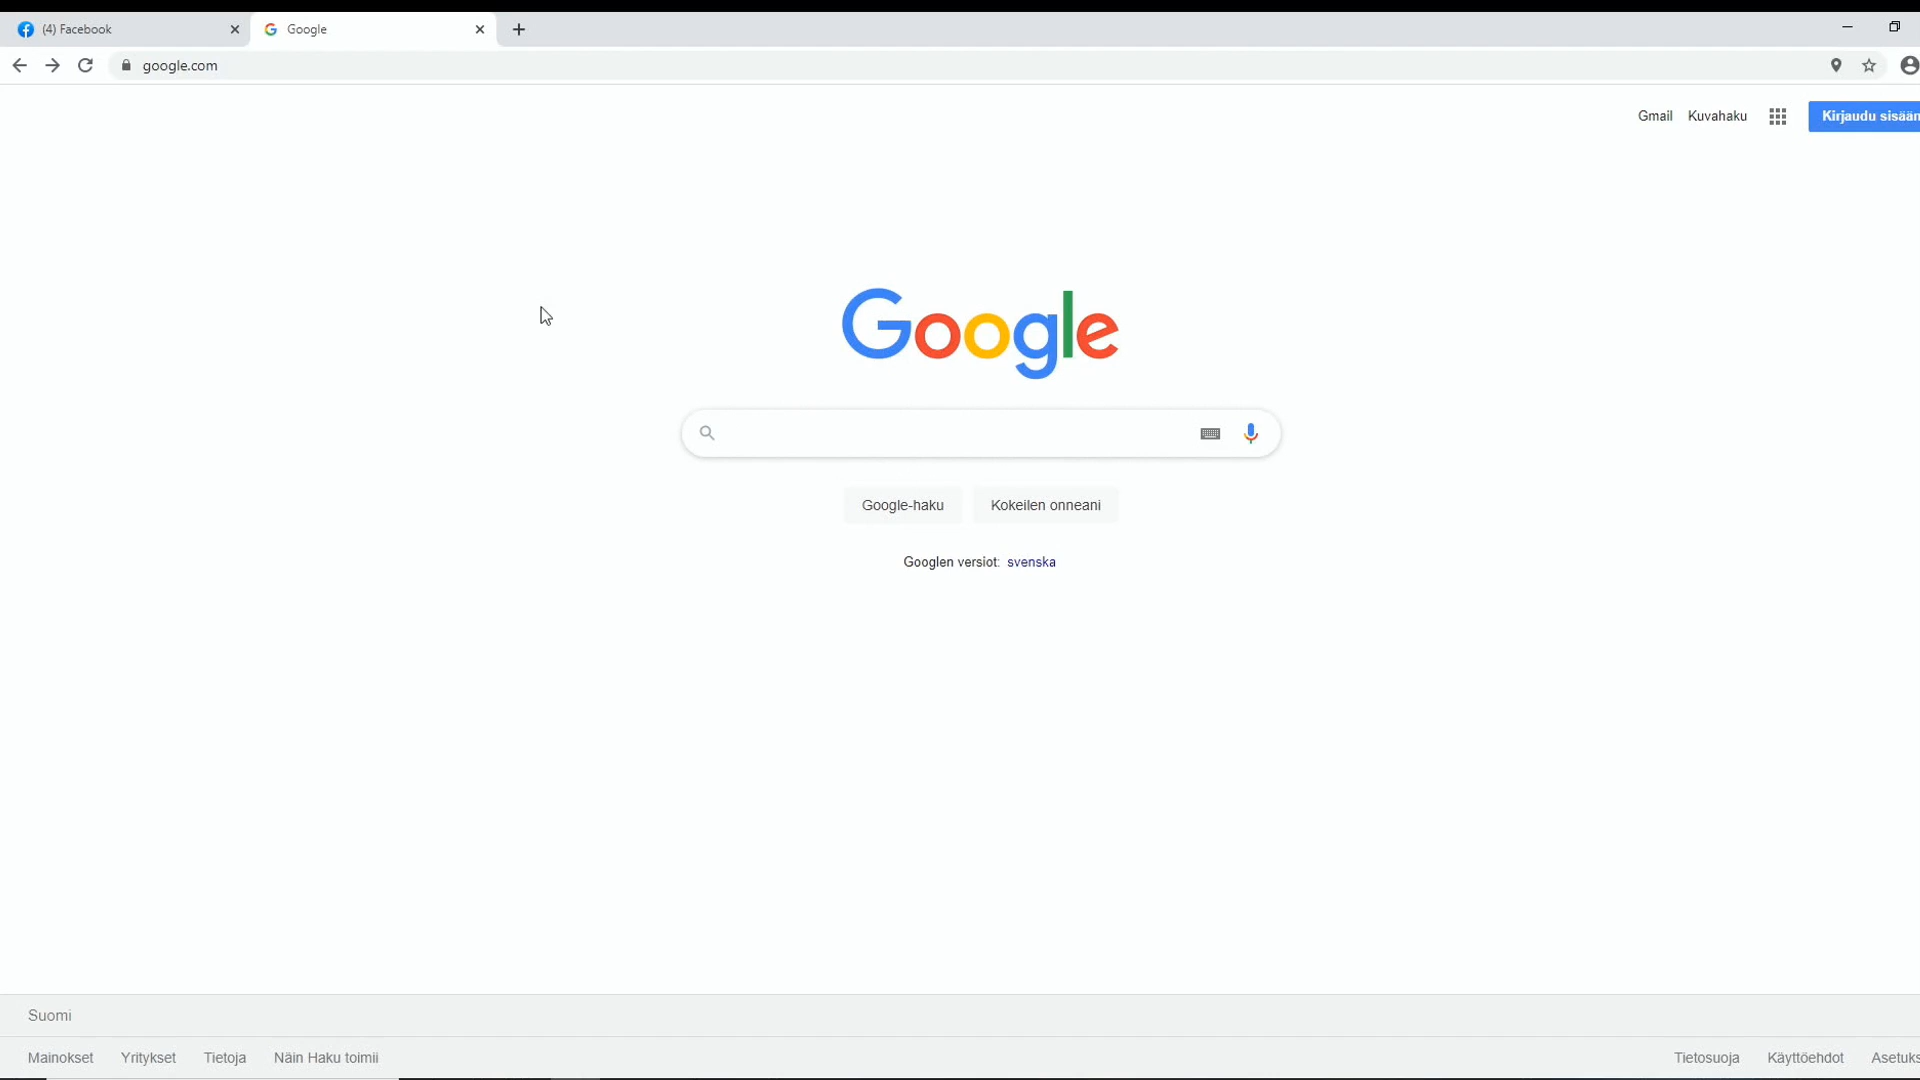 (4) Facebook
Google
google.com
Gmail Kuvahaku Kirjaudu sisään
Google
Google-haku Kokeilen onneani
Googlen versiot: svenska
Suomi
Mainokset Yritykset Tietoja Näin Haku toimii Tietosuoja Käyttöehdot Asetuks